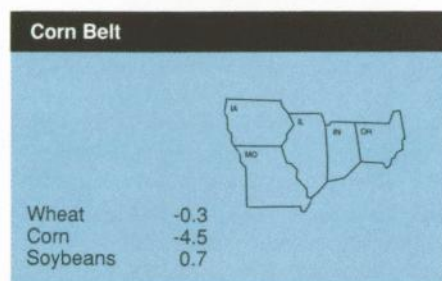 Corn Belt
IA
IL
IN
OH
MO
Wheat -0.3
Corn -4.5
Soybeans 0.7